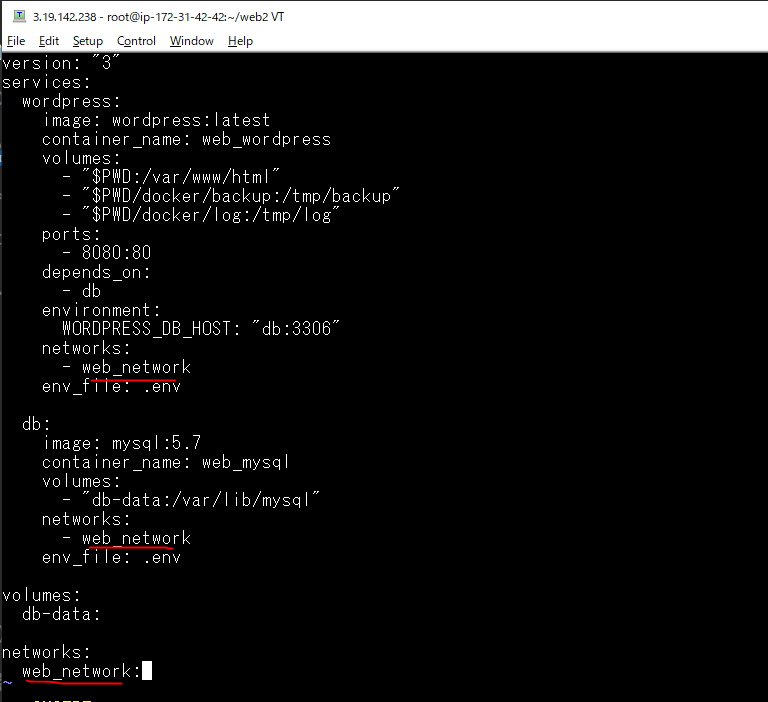 3.19.142.238 - root@ip-172-31-42-42:~/web2 VT
File Edit Setup Control Window Help
version: "3"
services:
  wordpress:
    image: wordpress:latest
    container_name: web_wordpress
    volumes:
      - "$PWD:/var/www/html"
      - "$PWD/docker/backup:/tmp/backup"
      - "$PWD/docker/log:/tmp/log"
    ports:
      - 8080:80
    depends_on:
      - db
    environment:
      WORDPRESS_DB_HOST: "db:3306"
    networks:
      - web_network
    env_file: .env

  db:
    image: mysql:5.7
    container_name: web_mysql
    volumes:
      - "db-data:/var/lib/mysql"
    networks:
      - web_network
    env_file: .env

volumes:
  db-data:

networks:
  web_network:
~